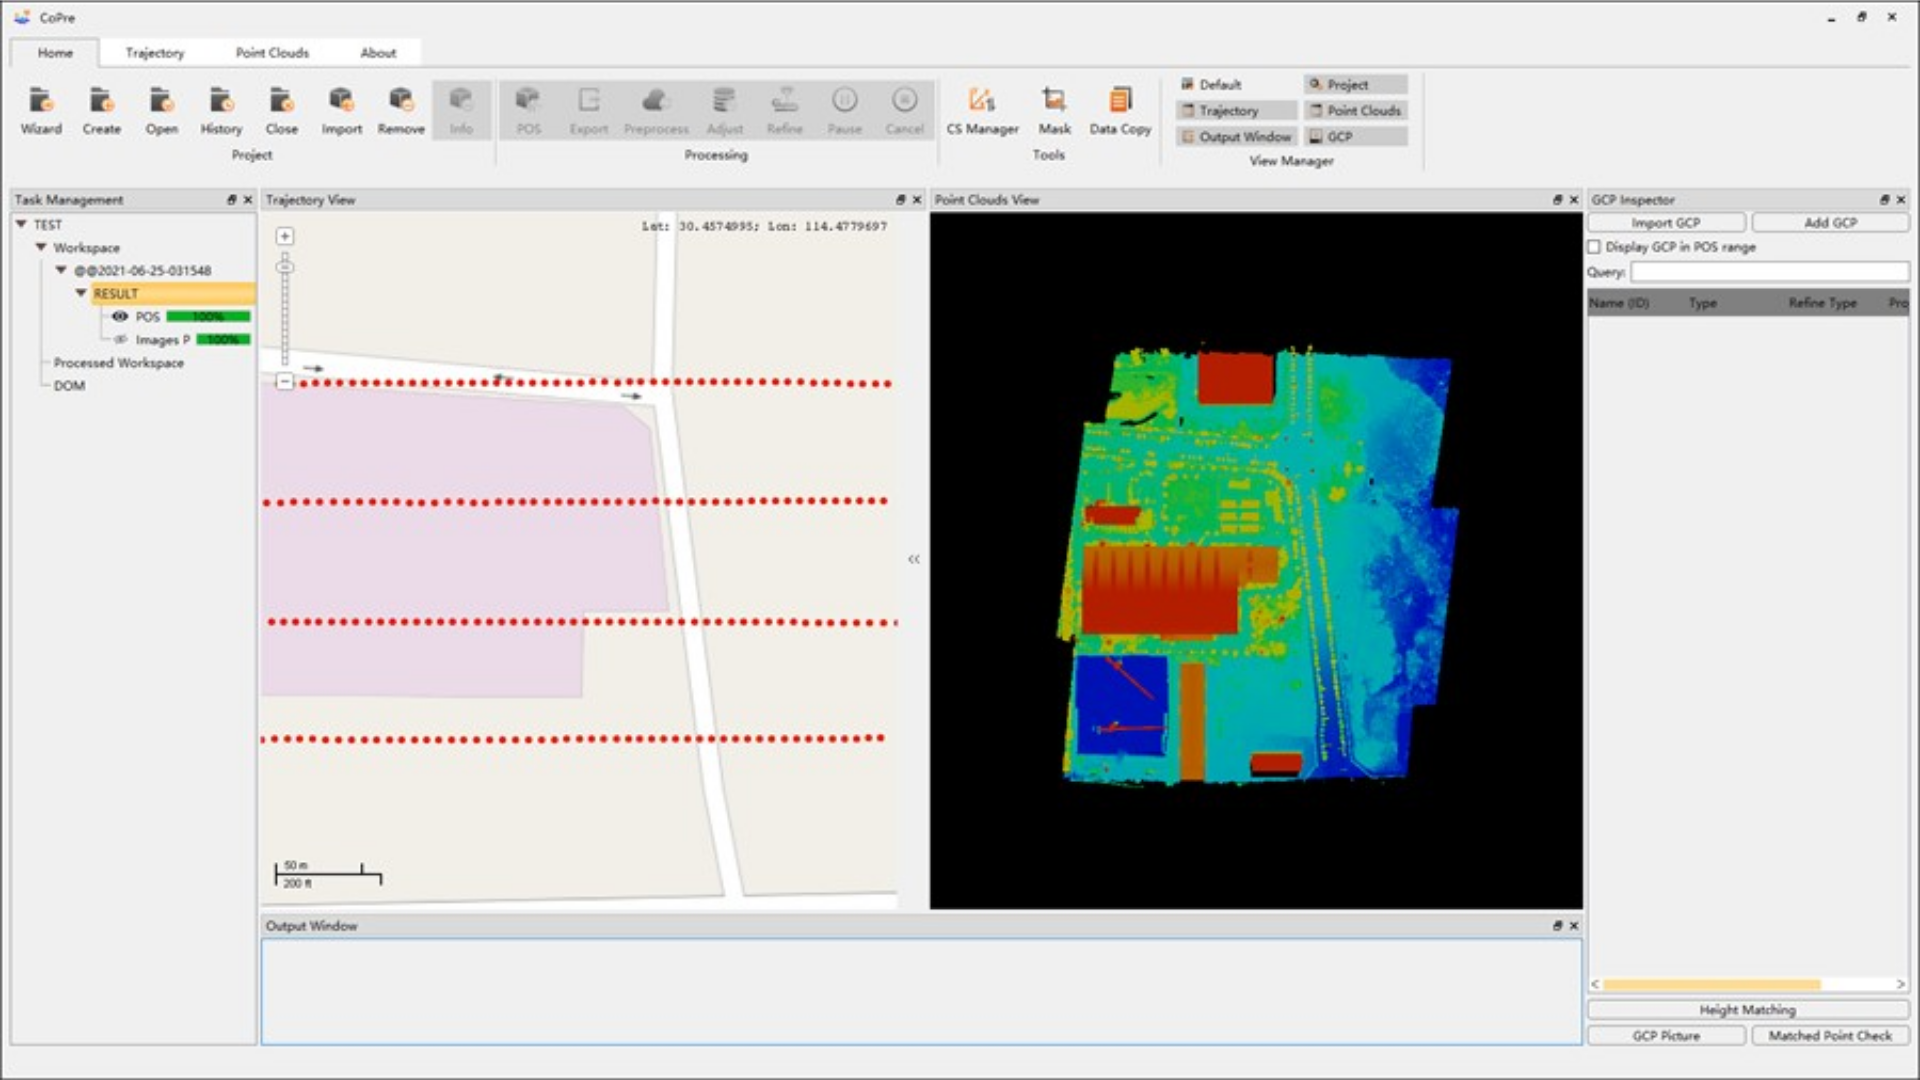 CoPre
Home Trajectory Point Clouds About
Wizard Create Open History Close Import Remove Info
Project
POS Export Preprocess Adjust Refine Pause Cancel
Processing
CS Manager Mask Data Copy
Tools
Default Project
Trajectory Point Clouds
Output Window GCP
View Manager
Task Management
TEST
Workspace
@@2021-06-25-031548
RESULT
POS 100%
Images P 100%
Processed Workspace
DOM
Trajectory View
Lat: 30.4574995; Lon: 114.4779697
50 m
200 ft
Point Clouds View
GCP Inspector
Import GCP Add GCP
Display GCP in POS range
Query:
Name (ID) Type Refine Type Pro
Height Matching
GCP Picture Matched Point Check
Output Window